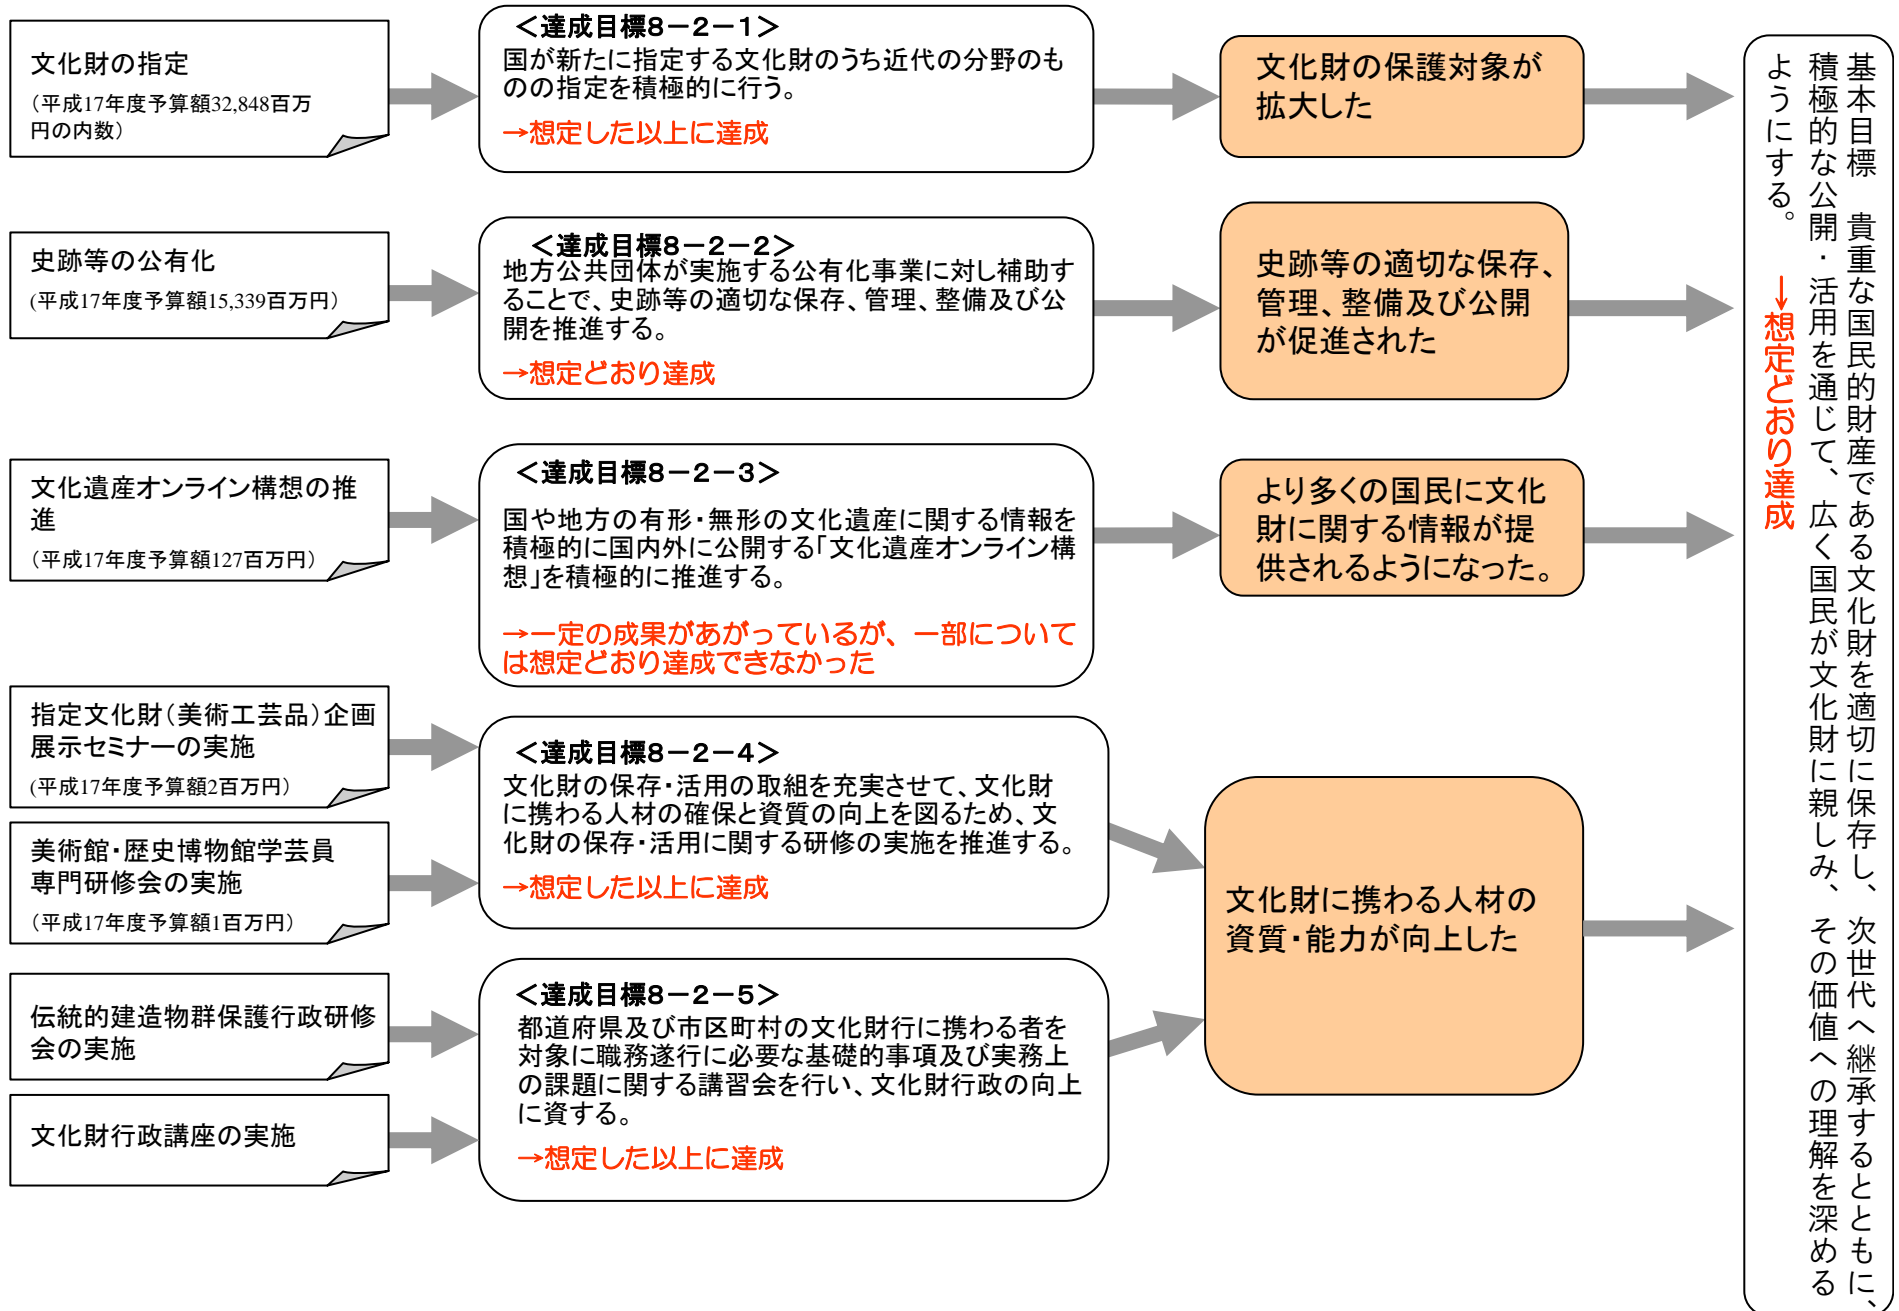 文化財の指定
（平成17年度予算額32,848百万
円の内数）
＜達成目標8－2－1＞
国が新たに指定する文化財のうち近代の分野のも
のの指定を積極的に行う。
→想定した以上に達成
文化財の保護対象が
拡大した
史跡等の公有化
(平成17年度予算額15,339百万円）
＜達成目標8－2－2＞
地方公共団体が実施する公有化事業に対し補助す
ることで、史跡等の適切な保存、管理、整備及び公
開を推進する。
→想定どおり達成
史跡等の適切な保存、
管理、整備及び公開
が促進された
文化遺産オンライン構想の推
進
（平成17年度予算額127百万円）
＜達成目標8－2－3＞
国や地方の有形・無形の文化遺産に関する情報を
積極的に国内外に公開する「文化遺産オンライン構
想」を積極的に推進する。
→一定の成果があがっているが、一部について
は想定どおり達成できなかった
より多くの国民に文化
財に関する情報が提
供されるようになった。
指定文化財（美術工芸品）企画
展示セミナーの実施
(平成17年度予算額2百万円）
美術館・歴史博物館学芸員
専門研修会の実施
（平成17年度予算額1百万円）
＜達成目標8－2－4＞
文化財の保存・活用の取組を充実させて、文化財
に携わる人材の確保と資質の向上を図るため、文
化財の保存・活用に関する研修の実施を推進する。
→想定した以上に達成
伝統的建造物群保護行政研修
会の実施
文化財行政講座の実施
＜達成目標8－2－5＞
都道府県及び市区町村の文化財行に携わる者を
対象に職務遂行に必要な基礎的事項及び実務上
の課題に関する講習会を行い、文化財行政の向上
に資する。
→想定した以上に達成
文化財に携わる人材の
資質・能力が向上した
基本目標　貴重な国民的財産である文化財を適切に保存し、次世代へ継承するとともに、
積極的な公開・活用を通じて、広く国民が文化財に親しみ、その価値への理解を深める
ようにする。　→想定どおり達成